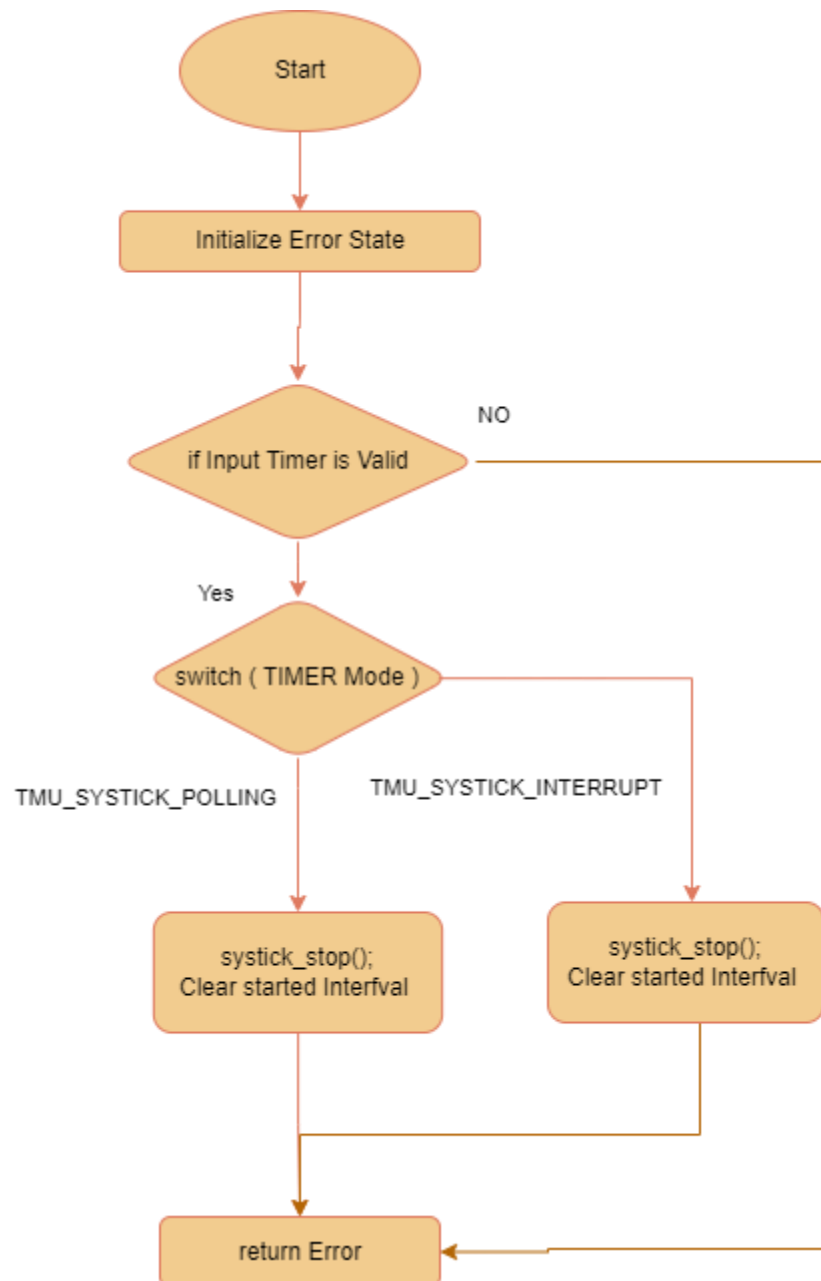 Start
Initialize Error State
if Input Timer is Valid
NO
Yes
switch ( TIMER Mode )
TMU_SYSTICK_POLLING
TMU_SYSTICK_INTERRUPT
systick_stop();
Clear started Interfval
systick_stop();
Clear started Interfval
return Error